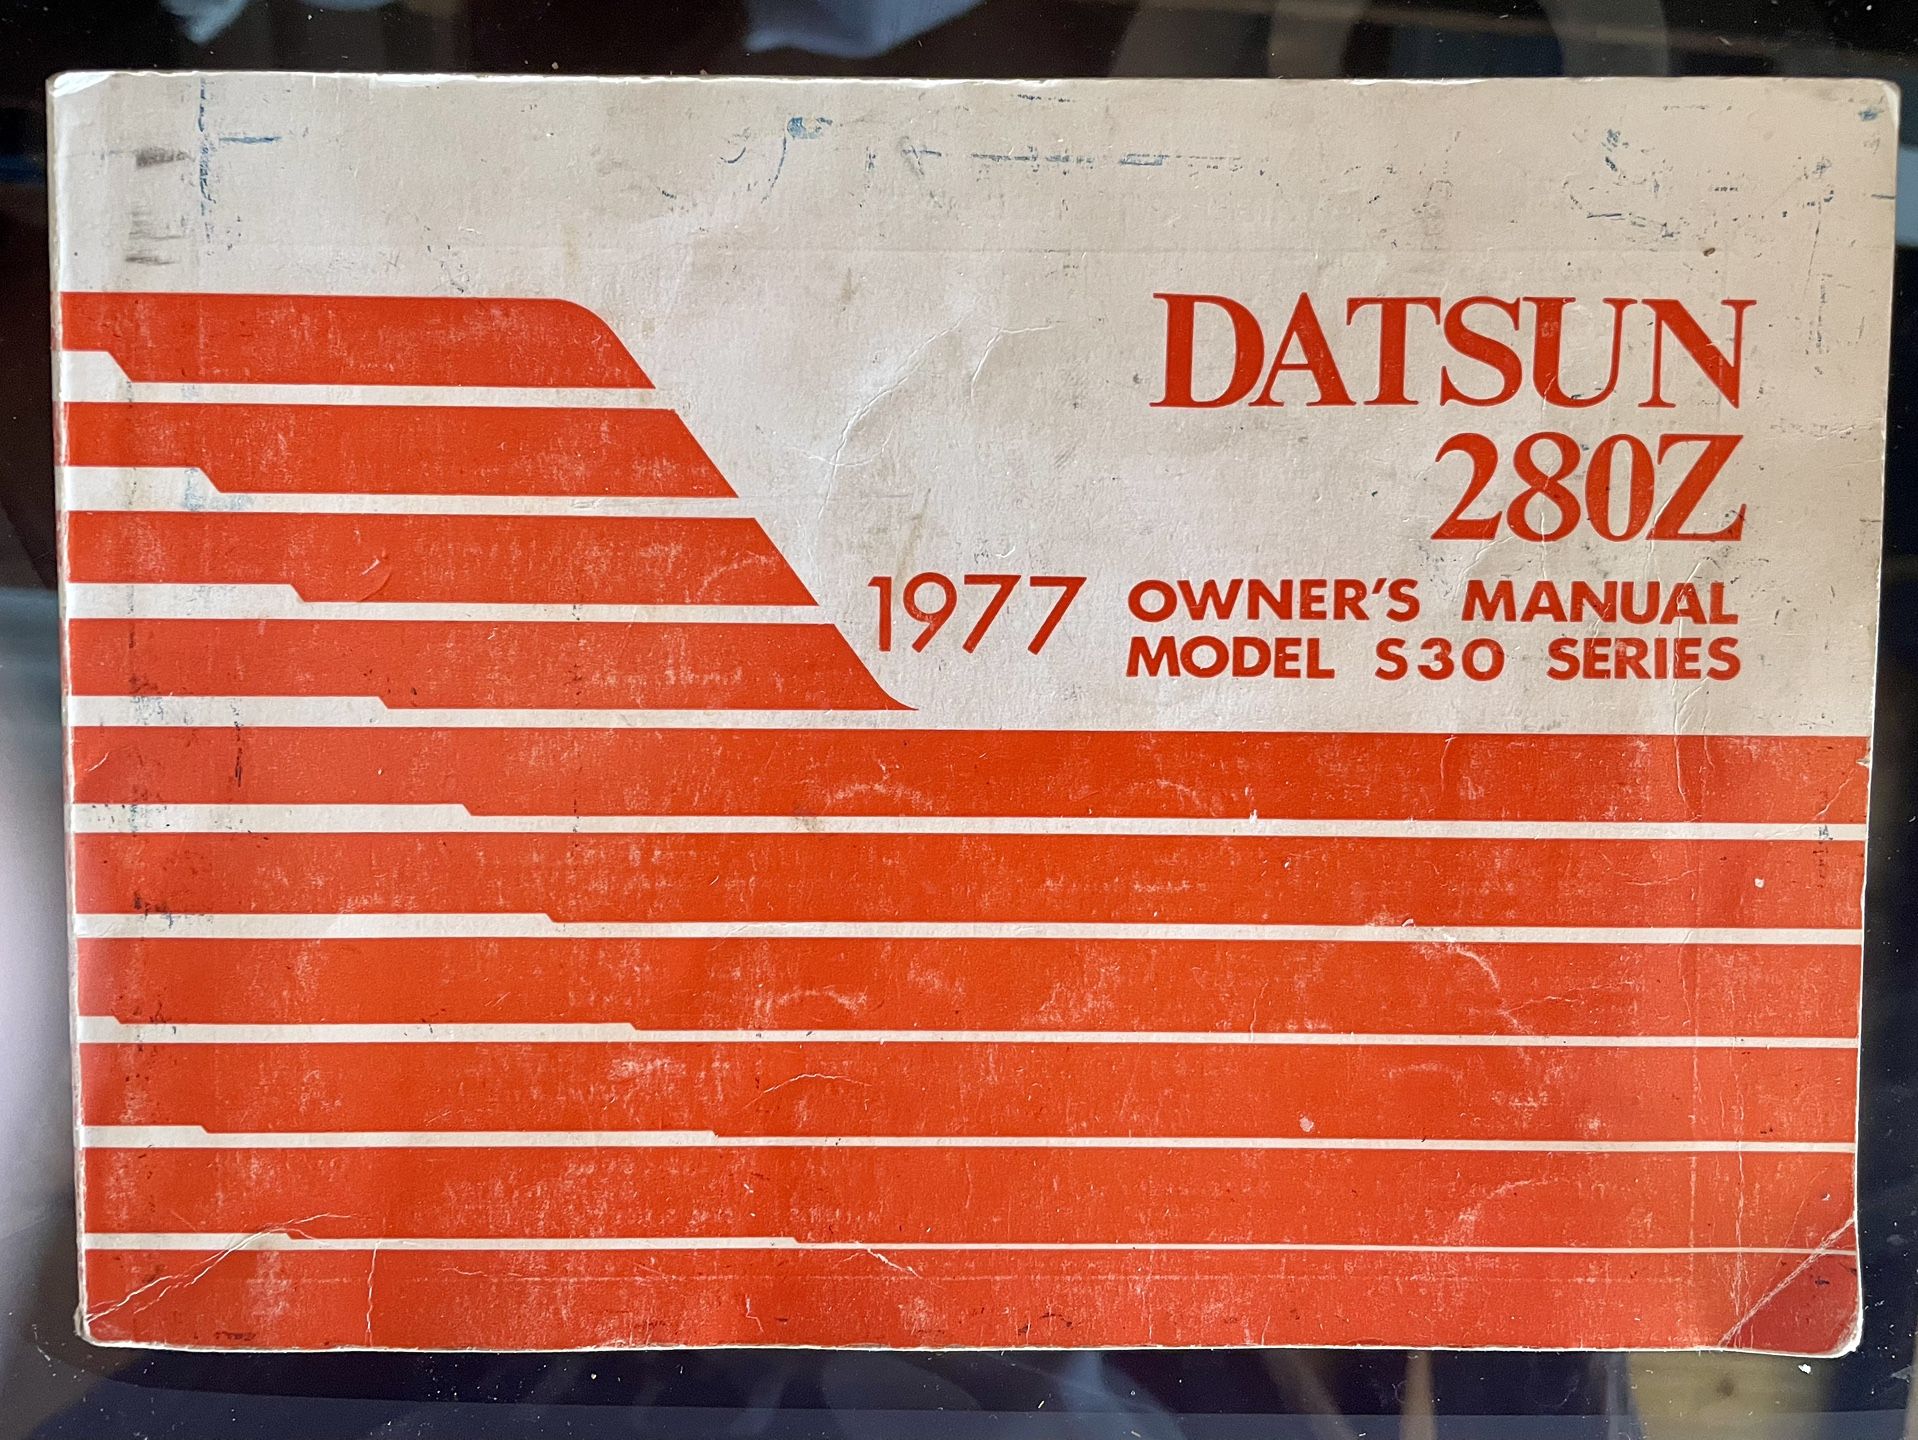 DATSUN
280Z
1977 OWNER'S MANUAL
MODEL S30 SERIES